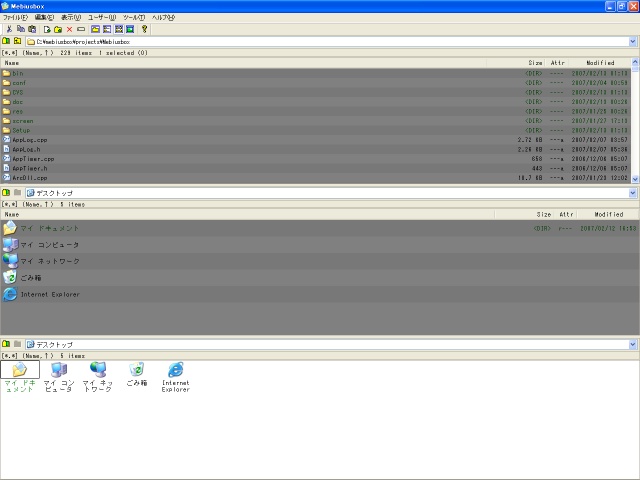 Mebiusbox
ファイル(F) 編集(E) 表示(V) ユーザー(U) ツール(T) ヘルプ(H)
C:¥mebiusbox¥projects¥Mebiusbox
[*.*] (Name,↑) 229 items 1 selected (0)
Name Size Attr Modified
bin <DIR> ---- 2007/02/13 01:13
conf <DIR> ---- 2007/02/04 00:59
CVS <DIR> ---- 2007/02/03 01:13
doc <DIR> ---- 2007/02/13 00:20
res <DIR> ---- 2007/01/25 00:26
screen <DIR> ---- 2007/01/27 17:13
Setup <DIR> ---- 2007/02/13 01:13
AppLog.cpp 2.72 KB ---a 2007/02/07 03:57
AppLog.h 2.26 KB ---a 2007/02/07 05:36
AppTimer.cpp 658 ---a 2006/12/06 05:07
AppTimer.h 443 ---a 2006/12/06 05:07
ArcDll.cpp 10.7 KB ---a 2007/01/23 12:02
デスクトップ
[*.*] (Name,↑) 5 items
Name Size Attr Modified
マイ ドキュメント <DIR> r--- 2007/02/12 16:53
マイ コンピュータ
マイ ネットワーク
ごみ箱
Internet Explorer
デスクトップ
[*.*] (Name,↑) 5 items
マイ ドキュメント マイ コンピュータ マイ ネットワーク ごみ箱 Internet Explorer